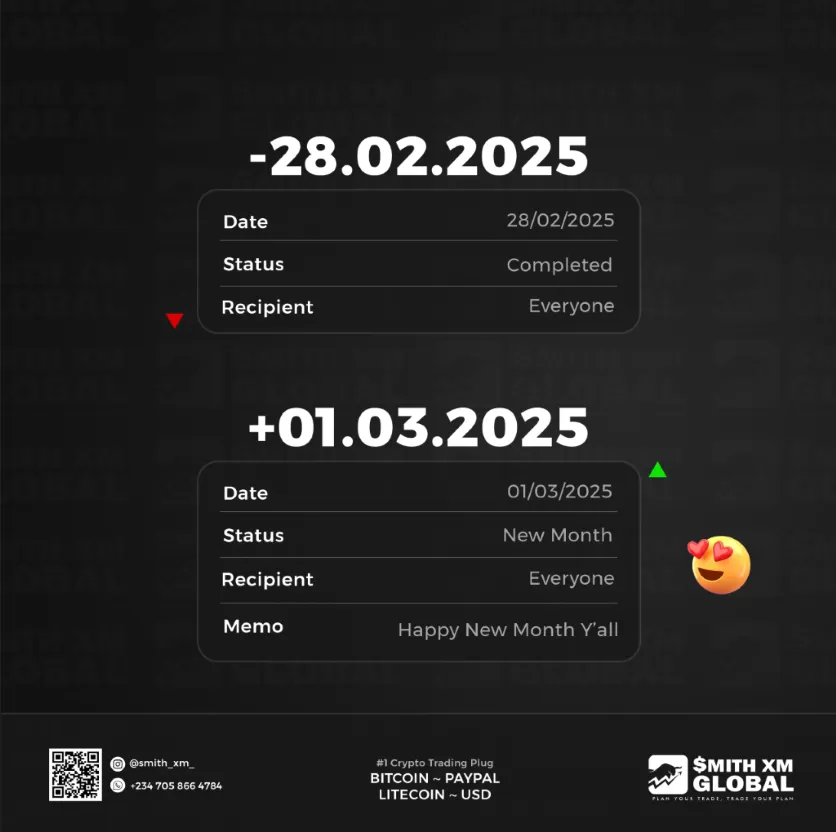 -28.02.2025
Date 28/02/2025
Status Completed
Recipient Everyone
+01.03.2025
Date 01/03/2025
Status New Month
Recipient Everyone
Memo Happy New Month Y'all
@smith_xm_
+234 705 866 4784
#1 Crypto Trading Plug
BITCOIN ~ PAYPAL
LITECOIN ~ USD
$MITH XM
GLOBAL
PLAN YOUR TRADE, TRADE YOUR PLAN